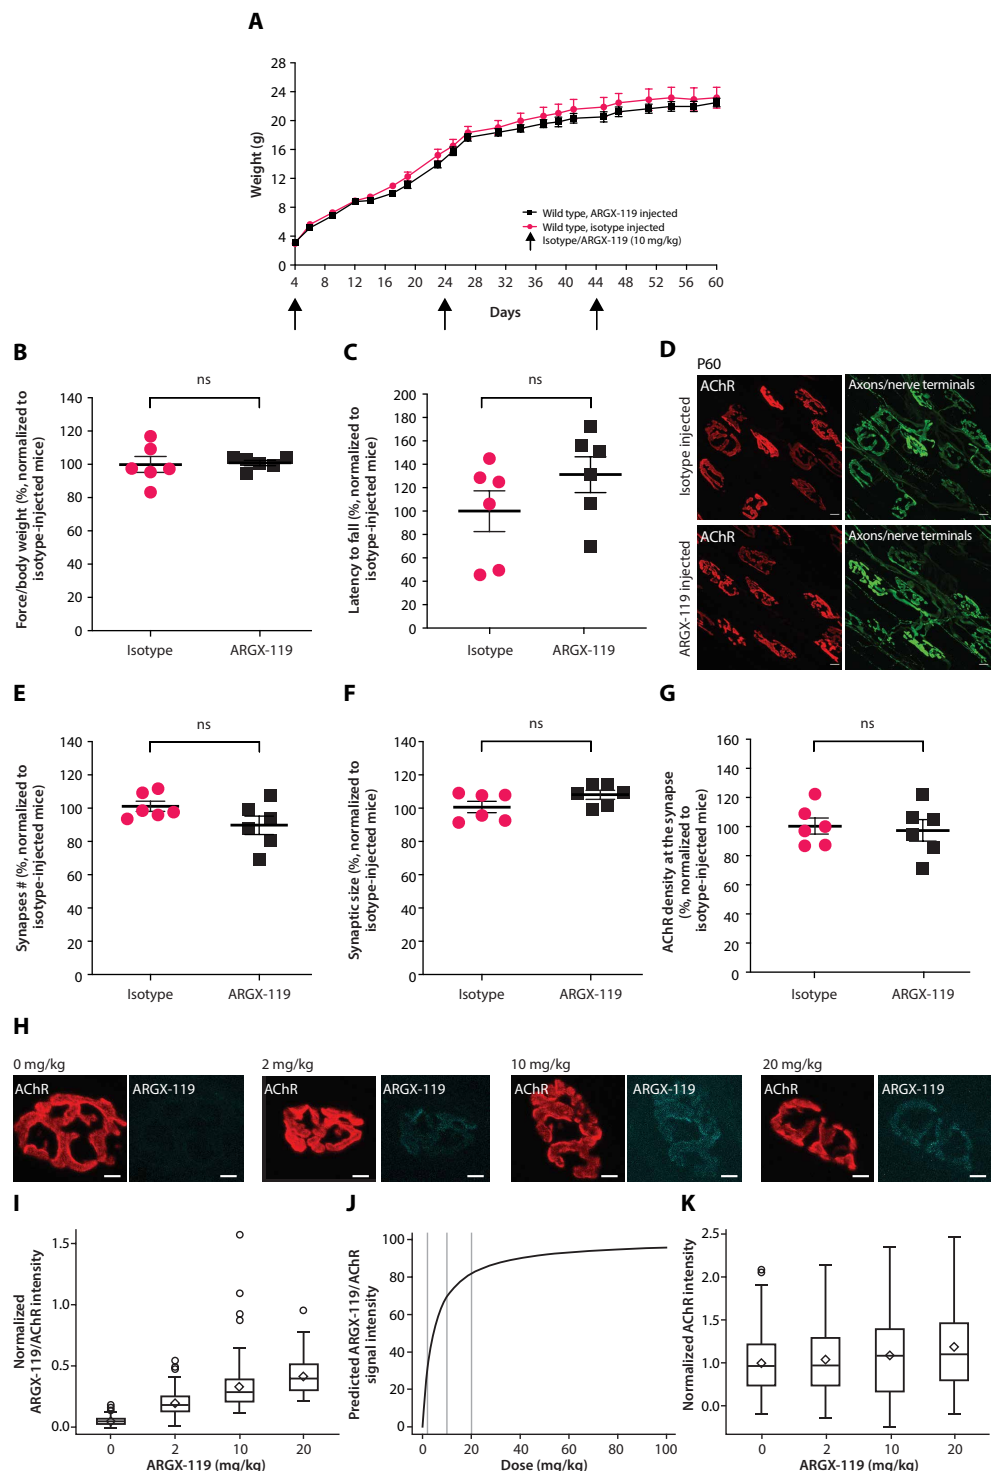 A
Weight (g)
28
24
20
16
12
8
4
0
4 8 12 16 20 24 28 32 36 40 44 48 52 56 60
Days
Wild type, ARGX-119 injected
Wild type, isotype injected
Isotype/ARGX-119 (10 mg/kg)
B
Force/body weight (%, normalized to
isotype-injected mice)
140
120
100
80
60
40
20
0
ns
Isotype ARGX-119
C
Latency to fall (%, normalized to
isotype-injected mice)
200
180
160
140
120
100
80
60
40
20
0
ns
Isotype ARGX-119
D
P60
Isotype injected
AChR
Axons/nerve terminals
ARGX-119 injected
AChR
Axons/nerve terminals
E
Synapses # (%, normalized to
isotype-injected mice)
140
120
100
80
60
40
20
0
ns
Isotype ARGX-119
F
Synaptic size (%, normalized to
isotype-injected mice)
140
120
100
80
60
40
20
0
ns
Isotype ARGX-119
G
AChR density at the synapse
(%, normalized to
isotype-injected mice)
160
140
120
100
80
60
40
20
0
ns
Isotype ARGX-119
H
0 mg/kg
AChR
ARGX-119
2 mg/kg
AChR
ARGX-119
10 mg/kg
AChR
ARGX-119
20 mg/kg
AChR
ARGX-119
I
Normalized
ARGX-119/AChR intensity
1.5
1.0
0.5
0.0
0 2 10 20
ARGX-119 (mg/kg)
J
Predicted ARGX-119/AChR
signal intensity
100
80
60
40
20
0
0 20 40 60 80 100
Dose (mg/kg)
K
Normalized AChR intensity
2.5
1.5
1.0
0.0
0 2 10 20
ARGX-119 (mg/kg)